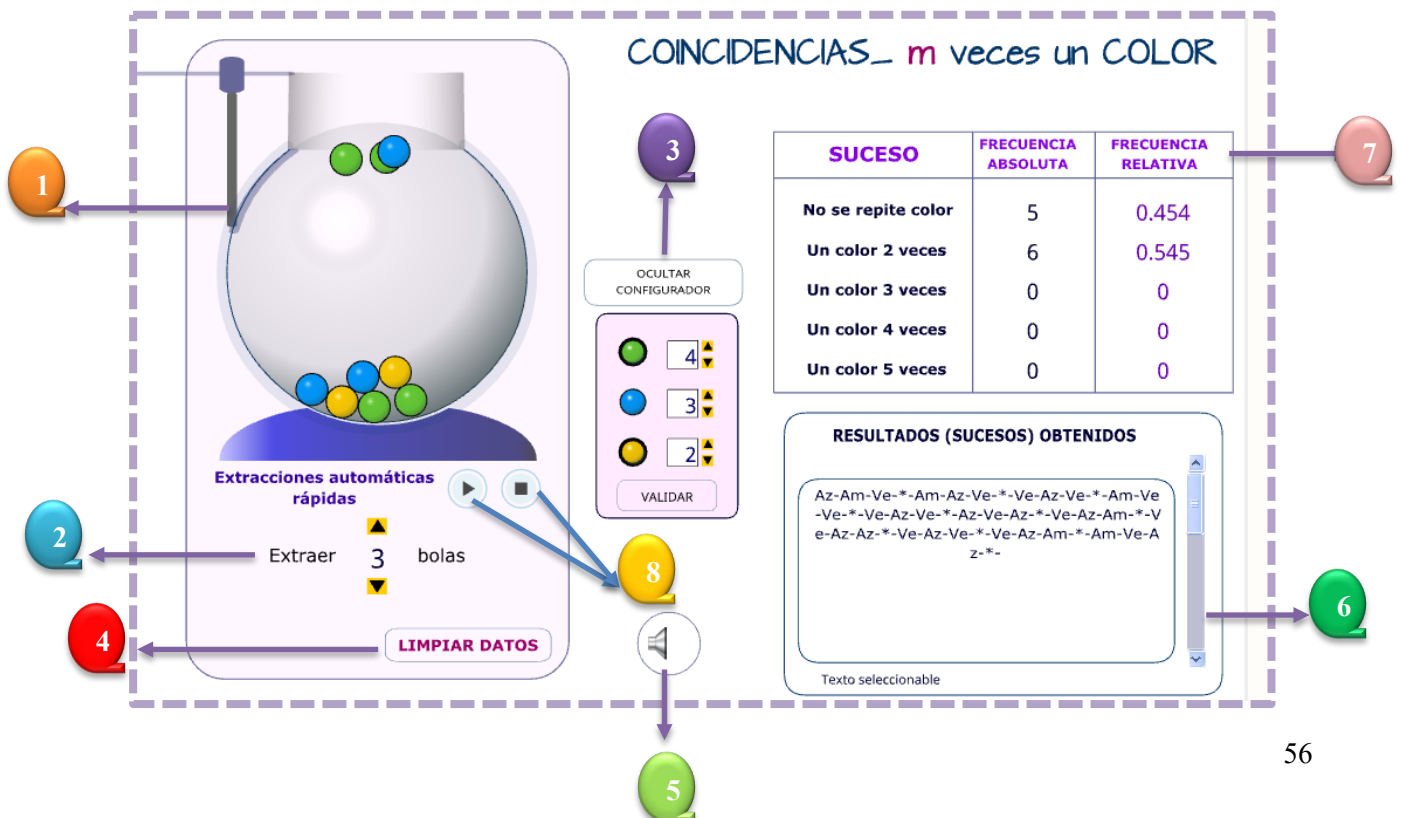 COINCIDENCIAS_ m veces un COLOR
1
2
4
Extracciones automáticas
rápidas
Extraer 3 bolas
LIMPIAR DATOS
3
OCULTAR
CONFIGURADOR
4
3
2
VALIDAR
8
5
SUCESO FRECUENCIA ABSOLUTA FRECUENCIA RELATIVA
No se repite color 5 0.454
Un color 2 veces 6 0.545
Un color 3 veces 0 0
Un color 4 veces 0 0
Un color 5 veces 0 0
7
RESULTADOS (SUCESOS) OBTENIDOS
Az-Am-Ve-*-Am-Az-Ve-*-Ve-Az-Ve-*-Am-Ve
-Ve-*-Ve-Az-Ve-*-Az-Ve-Az-*-Ve-Az-Am-*-V
e-Az-Az-*-Ve-Az-Ve-*-Ve-Az-Am-*-Am-Ve-A
z-*-
Texto seleccionable
6
56